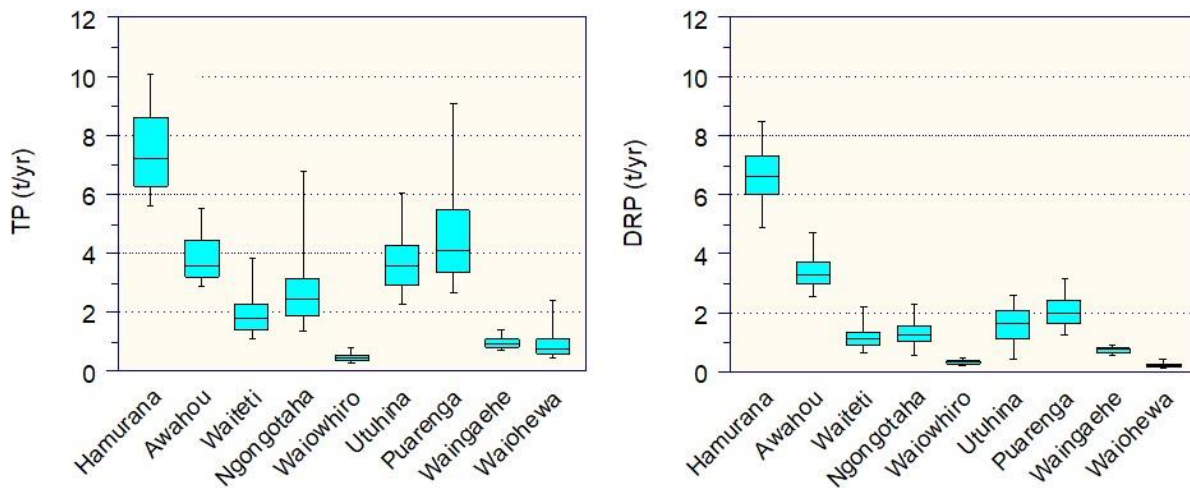 TP (t/yr)
12
10
8
6
4
2
0
Hamurana
Awahou
Waiteti
Ngongotaha
Waiowhiro
Utuhina
Puarenga
Waingaehe
Waiohewa
DRP (t/yr)
12
10
8
6
4
2
0
Hamurana
Awahou
Waiteti
Ngongotaha
Waiowhiro
Utuhina
Puarenga
Waingaehe
Waiohewa